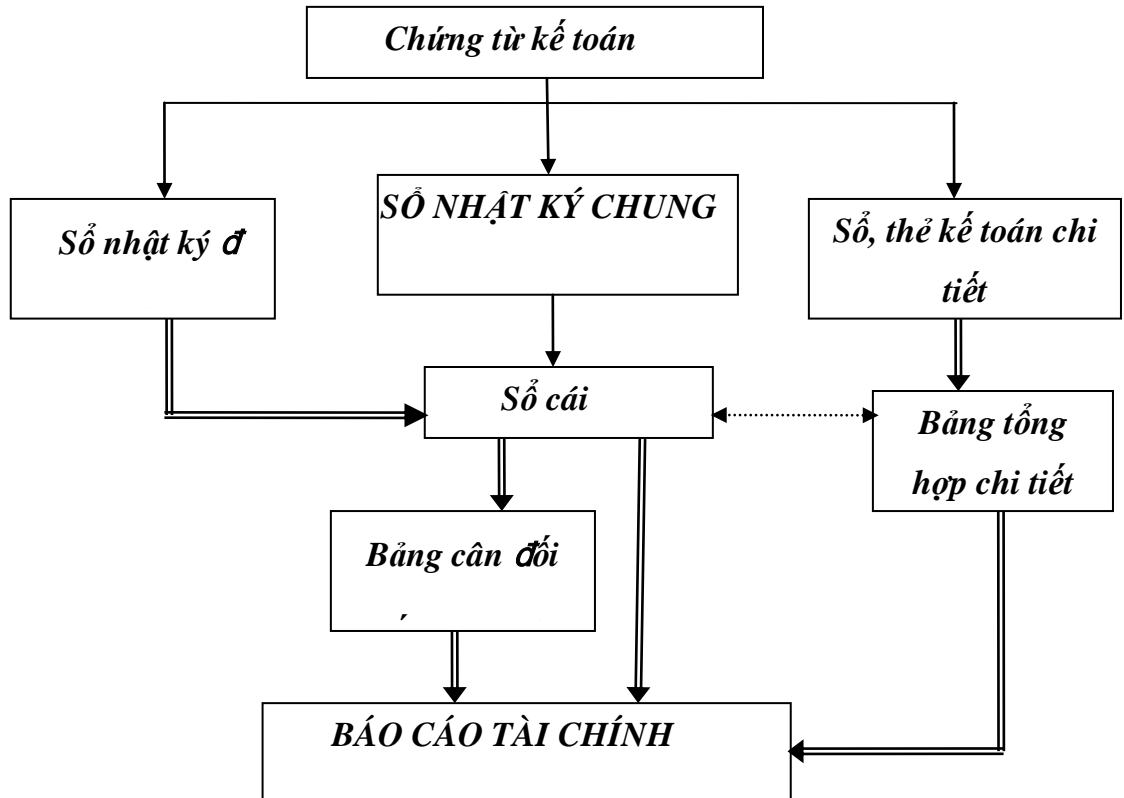 Chứng từ kế toán
SỔ NHẬT KÝ CHUNG
Sổ nhật ký đ
Sổ, thẻ kế toán chi
tiết
Sổ cái
Bảng tổng
hợp chi tiết
Bảng cân đối
BÁO CÁO TÀI CHÍNH